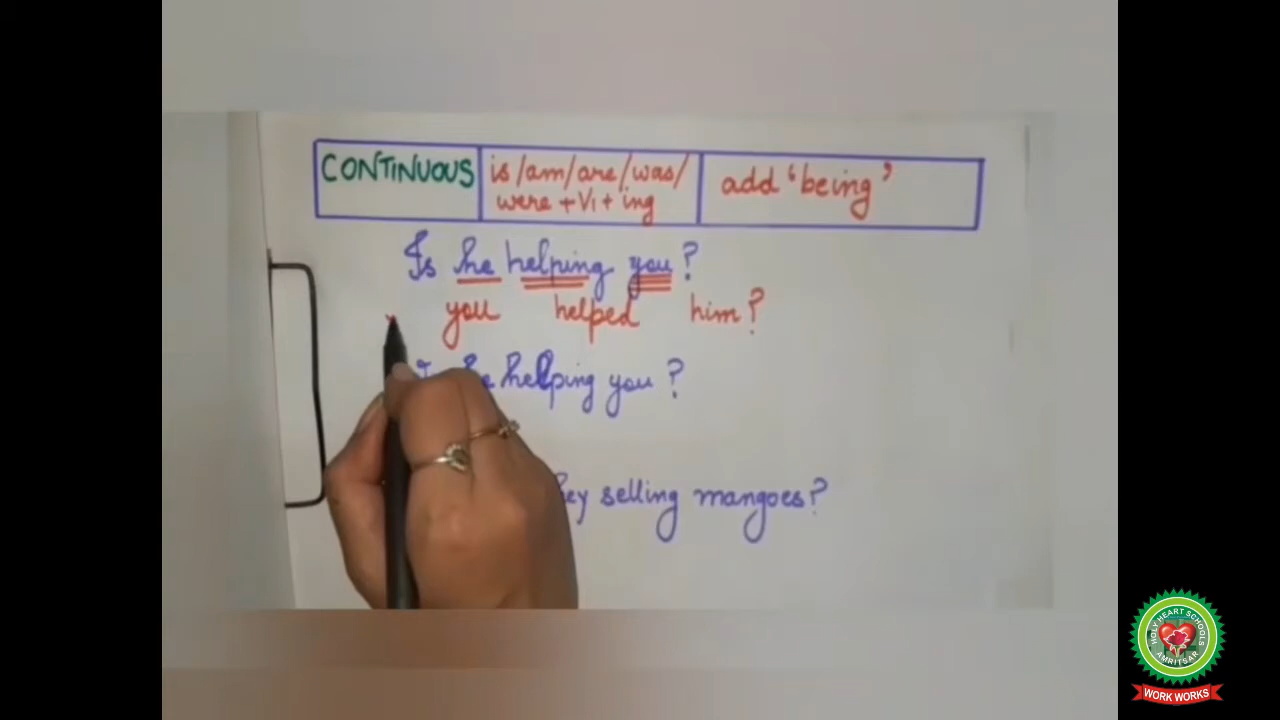 CONTINUOUS
is/am/are/was/
were + V1 + ing
add 'being'
Is he helping you?
you helped him?
he helping you?
selling mangoes?
HOLY HEART SCHOOLS
AMRITSAR
WORK WORKS